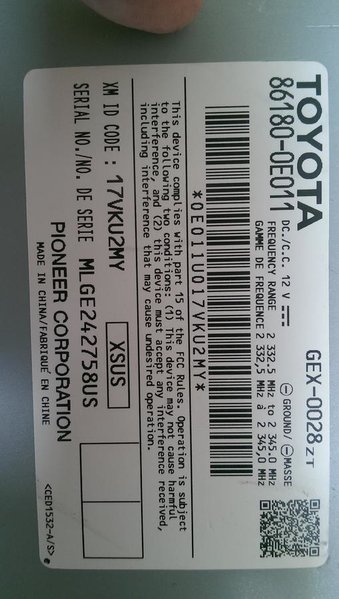 TOYOTA
86180-0E011
GEX-0028ZT
DC./C.C. 12 V ⎓
⊖GROUND/⊖MASSE
FREQUENCY RANGE 2 332,5 MHz to 2 345,0 MHz
GAMME DE FREQUENCE 2 332,5 MHz à 2 345,0 MHz
*0E011U017VKU2MY*
This device complies with part 15 of the FCC Rules. Operation is subject
to the following two conditions: (1) This device may not cause harmful
interference, and (2) this device must accept any interference received,
including interference that may cause undesired operation.
XM ID CODE : 17VKU2MY
XSUS
SERIAL NO./NO. DE SERIE MLGE242758US
PIONEER CORPORATION
MADE IN CHINA/FABRIQUÉ EN CHINE
<CED1532-A/S>